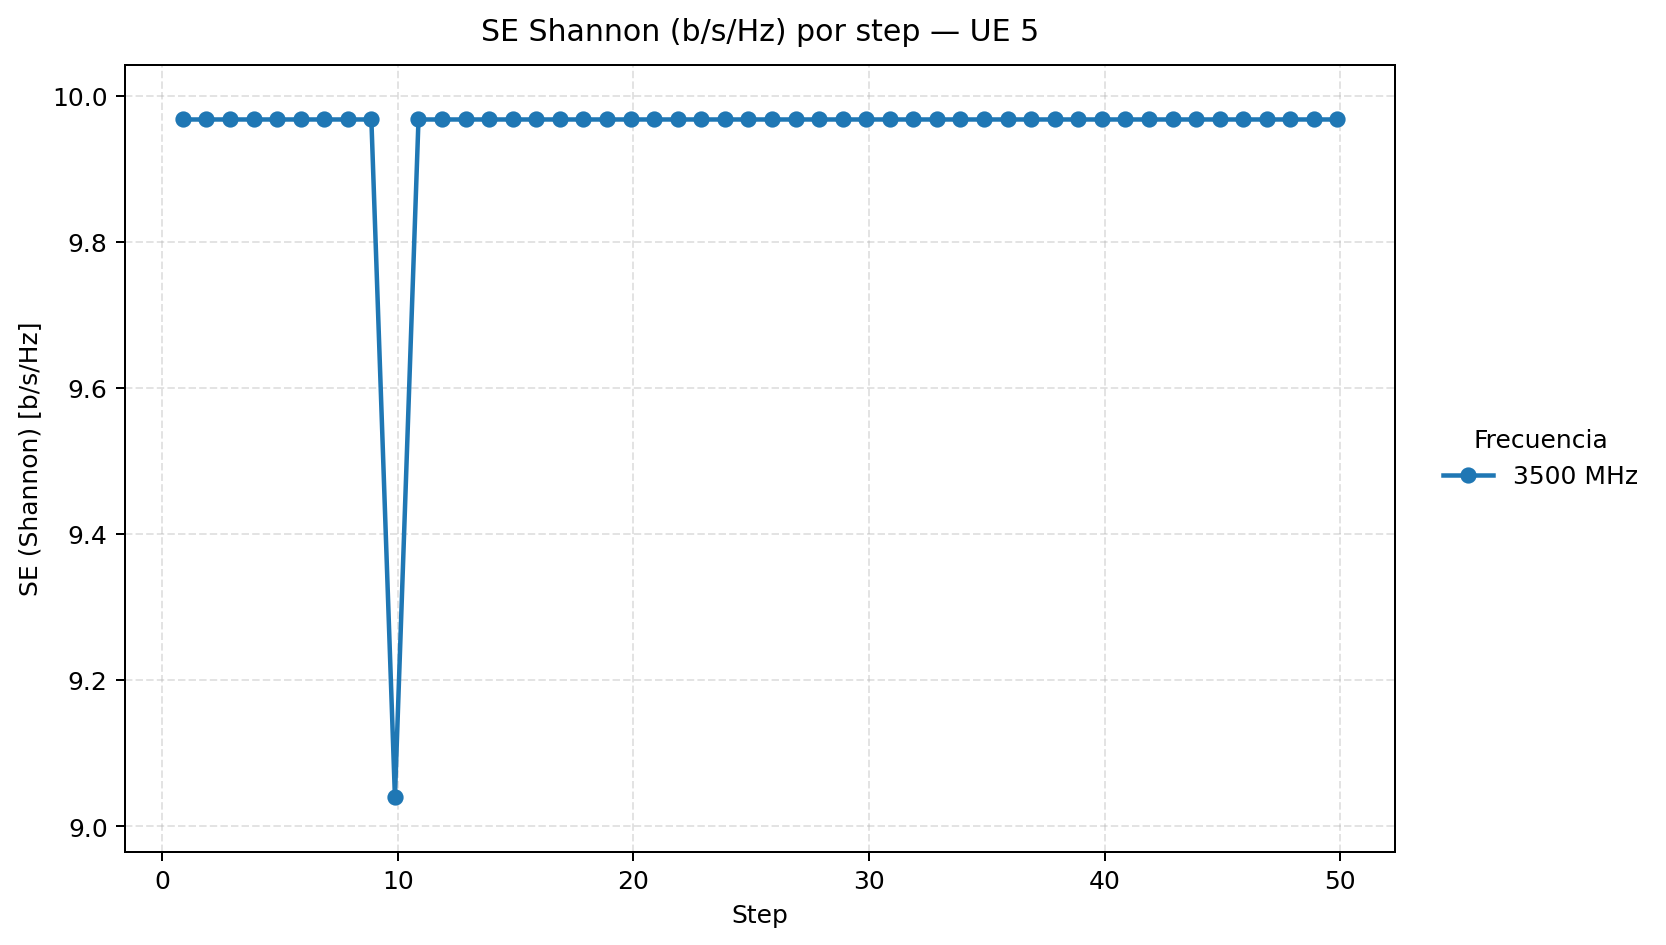 SE Shannon (b/s/Hz) por step — UE 5
10.0
9.8
9.6
9.4
9.2
9.0
SE (Shannon) [b/s/Hz]
0 10 20 30 40 50
Step
Frecuencia
3500 MHz